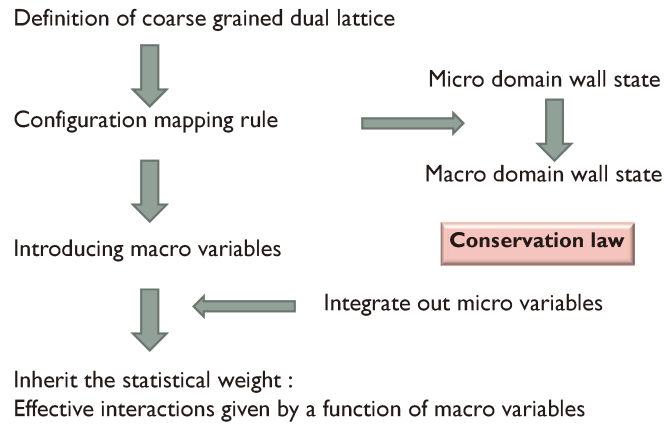 Definition of coarse grained dual lattice
Micro domain wall state
Configuration mapping rule
Macro domain wall state
Conservation law
Introducing macro variables
Integrate out micro variables
Inherit the statistical weight :
Effective interactions given by a function of macro variables